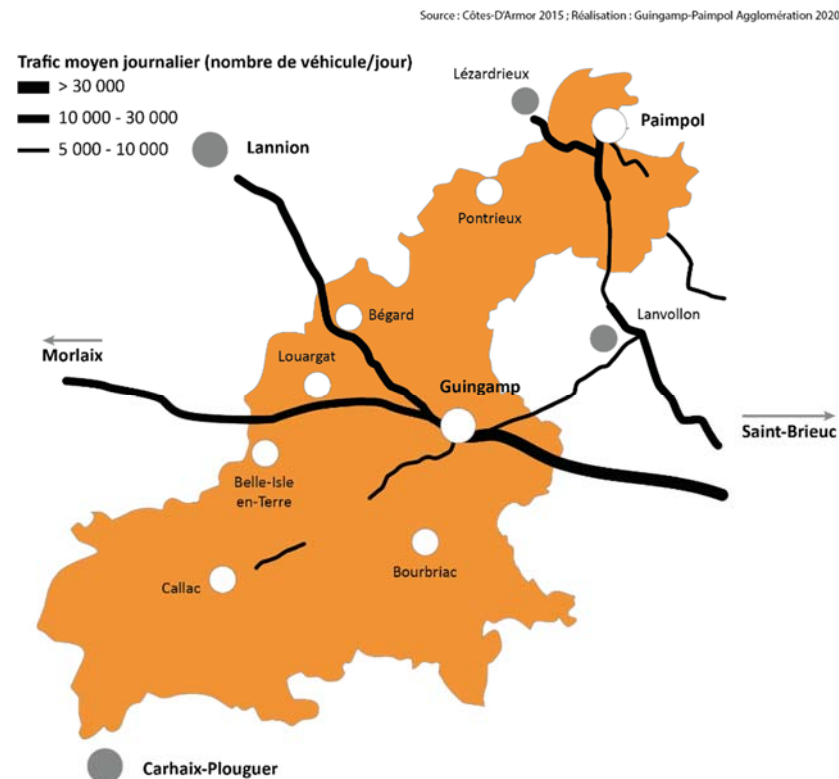 Source : Côtes-D'Armor 2015 ; Réalisation : Guingamp-Paimpol Agglomération 2020
Trafic moyen journalier (nombre de véhicule/jour)
> 30 000
10 000 - 30 000
5 000 - 10 000
Lézardrieux
Paimpol
Lannion
Pontrieux
Bégard
Lanvollon
Morlaix
Louargat
Guingamp
Saint-Brieuc
Belle-Isle
en-Terre
Bourbriac
Callac
Carhaix-Plouguer